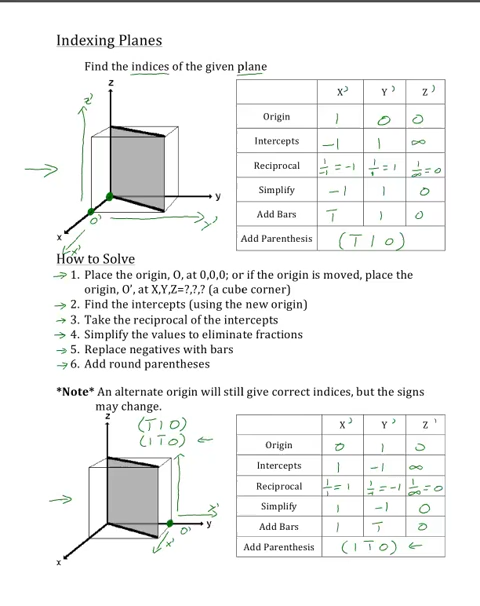 Indexing Planes
Find the indices of the given plane
z
z'
y
y'
O'
x
x'
X' Y' Z'
Origin 1 0 0
Intercepts -1 1 ∞
Reciprocal 1/-1 = -1 1/1 = 1 1/∞ = 0
Simplify -1 1 0
Add Bars 1̅ 1 0
Add Parenthesis (1̅ 1 0)
How to Solve
→ 1. Place the origin, O, at 0,0,0; or if the origin is moved, place the
origin, O’, at X,Y,Z=?,?,? (a cube corner)
→ 2. Find the intercepts (using the new origin)
→ 3. Take the reciprocal of the intercepts
→ 4. Simplify the values to eliminate fractions
→ 5. Replace negatives with bars
→ 6. Add round parentheses
*Note* An alternate origin will still give correct indices, but the signs
may change.
z
(1̅ 1 0)
(1 1̅ 0) ←
y
O'
x'
x
X' Y' Z'
Origin 0 1 0
Intercepts 1 -1 ∞
Reciprocal 1/1 = 1 1/-1 = -1 1/∞ = 0
Simplify 1 -1 0
Add Bars 1 1̅ 0
Add Parenthesis (1 1̅ 0) ←